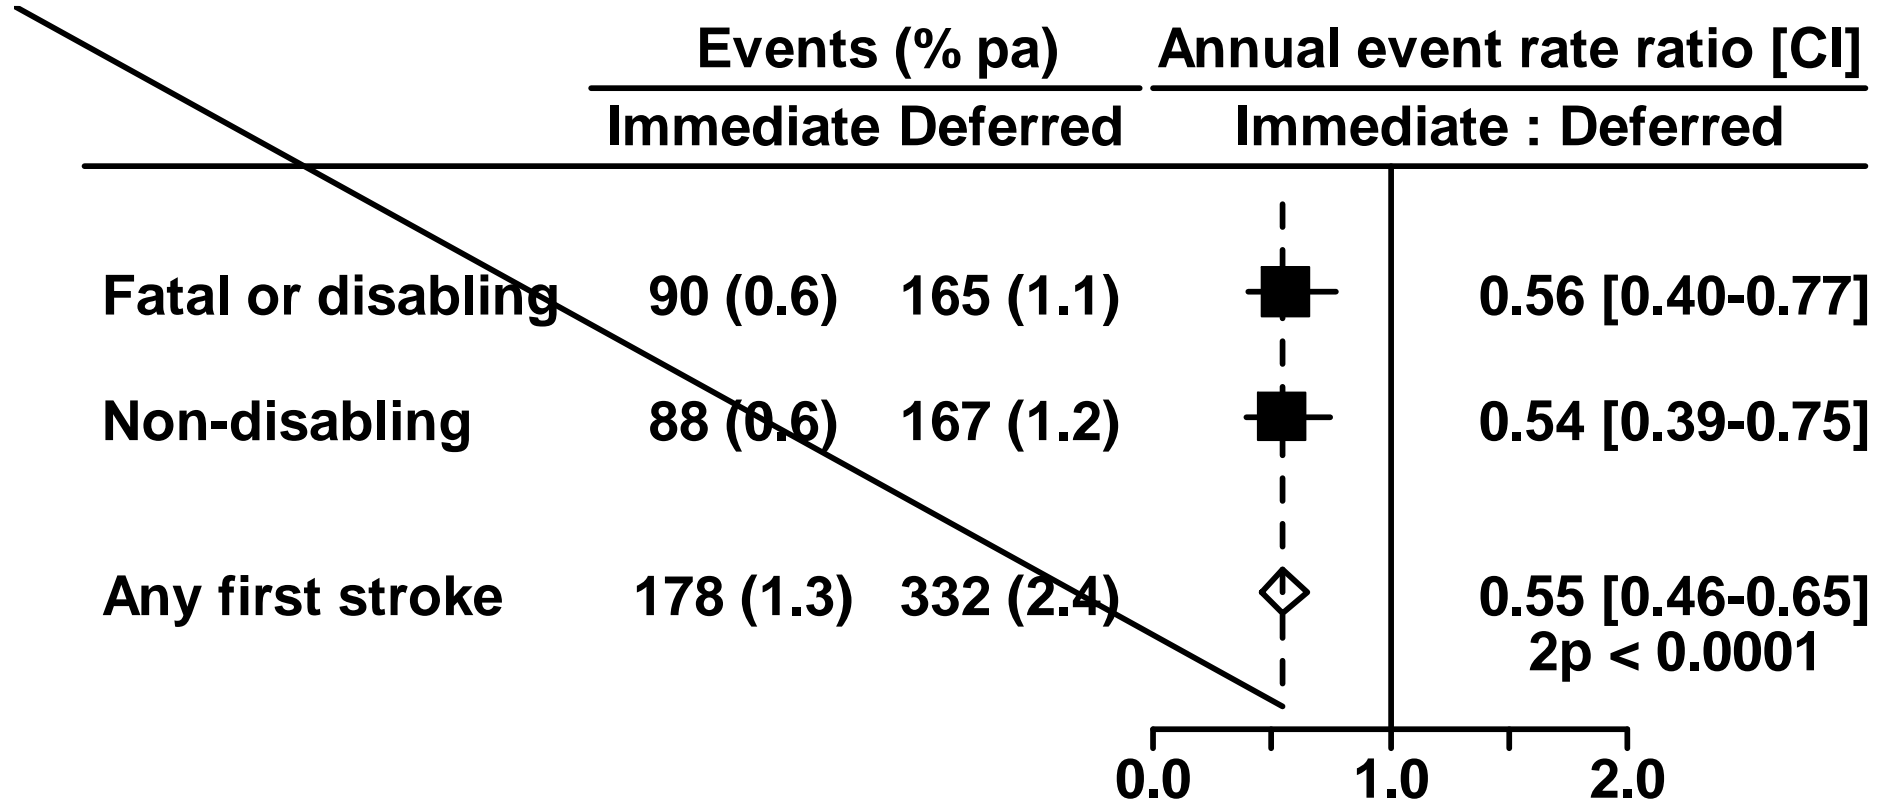 Events (% pa) Annual event rate ratio [CI]
Immediate Deferred Immediate : Deferred
Fatal or disabling 90 (0.6) 165 (1.1) 0.56 [0.40-0.77]
Non-disabling 88 (0.6) 167 (1.2) 0.54 [0.39-0.75]
Any first stroke 178 (1.3) 332 (2.4) 0.55 [0.46-0.65]
2p < 0.0001
0.0 1.0 2.0